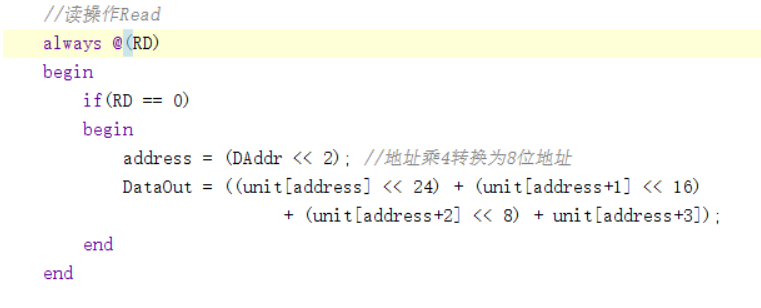 //读操作Read
always @(RD)
begin
if(RD == 0)
begin
address = (DAddr << 2); //地址乘4转换为8位地址
DataOut = ((unit[address] << 24) + (unit[address+1] << 16)
+ (unit[address+2] << 8) + unit[address+3]);
end
end